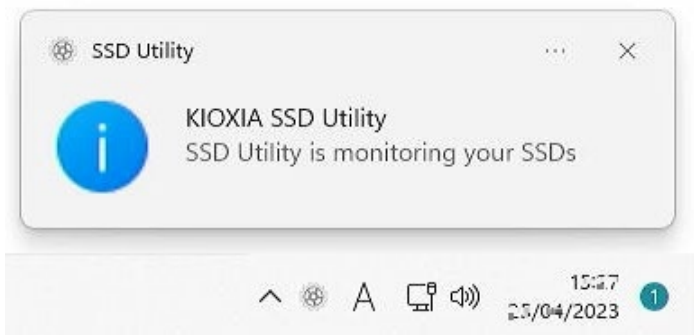 SSD Utility
KIOXIA SSD Utility
SSD Utility is monitoring your SSDs
A
1